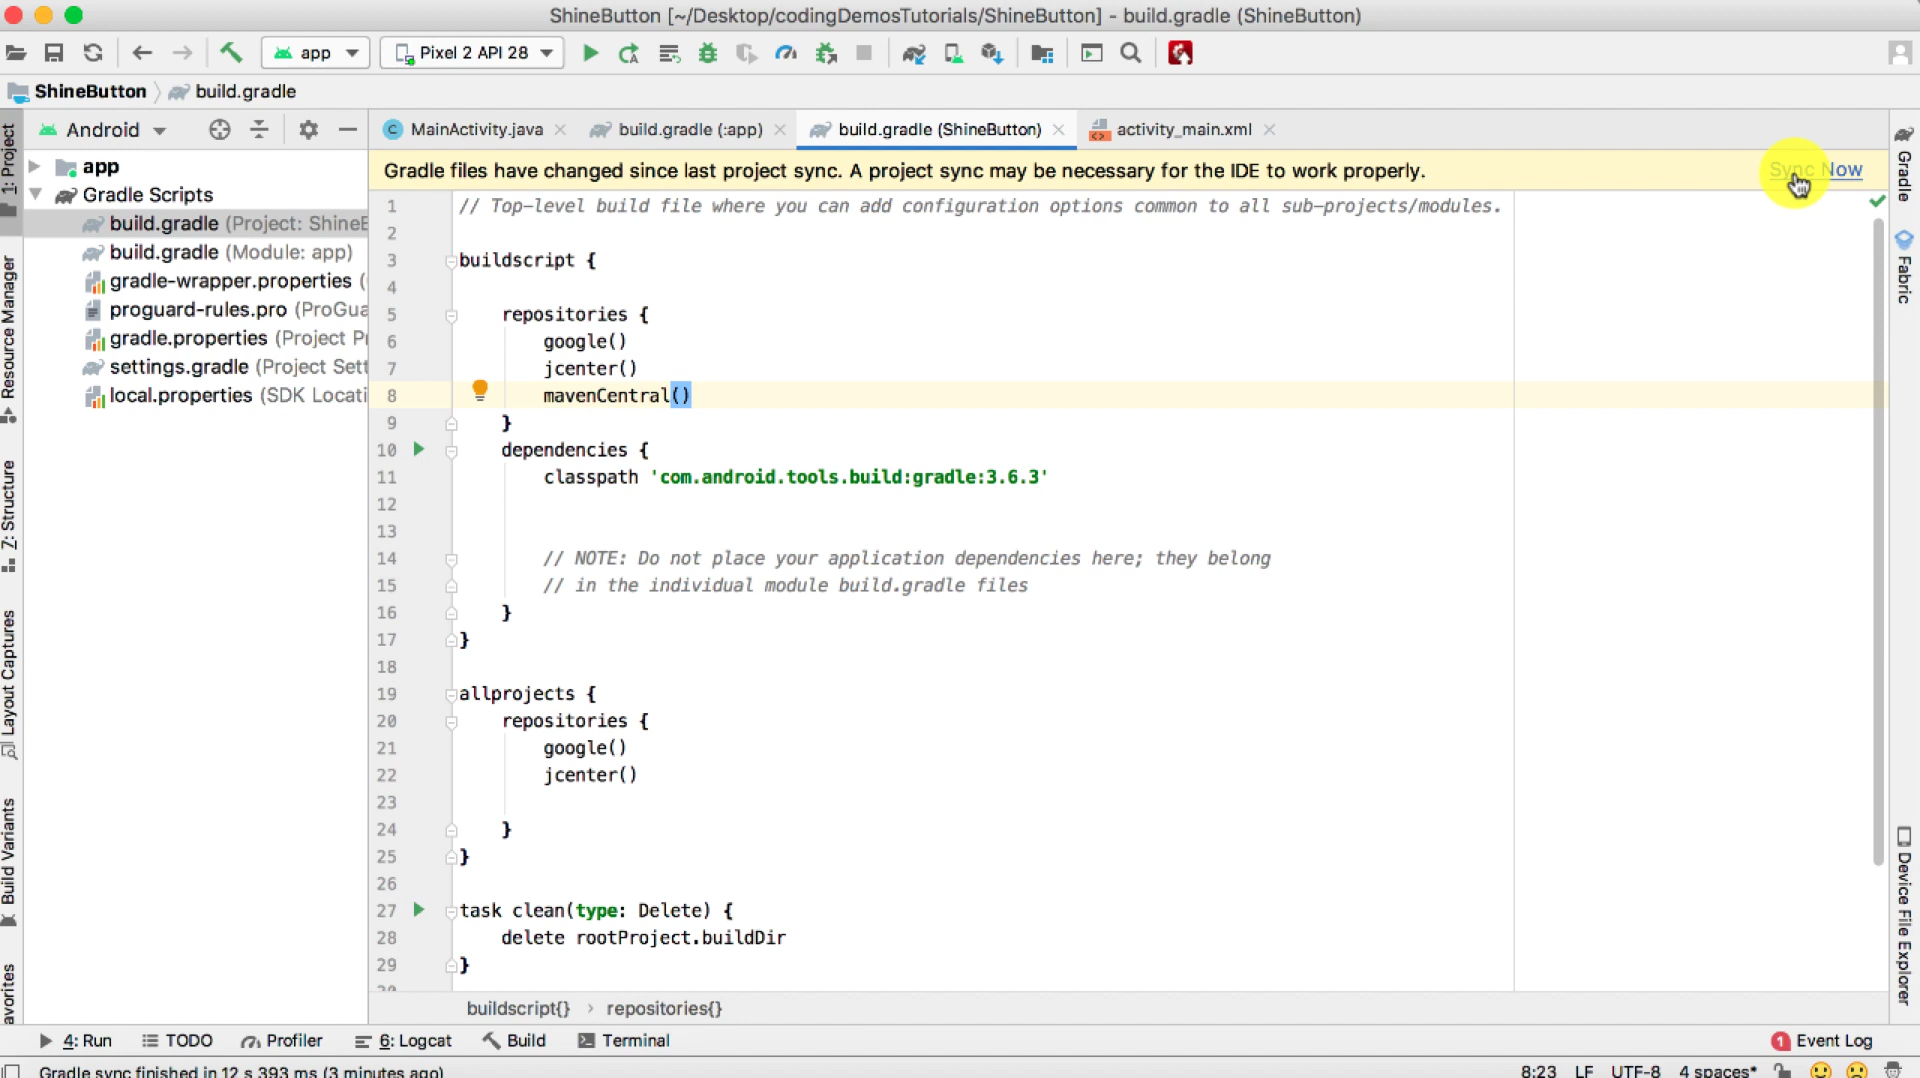 ShineButton [~/Desktop/codingDemosTutorials/ShineButton] - build.gradle (ShineButton)
app
Pixel 2 API 28
ShineButton
build.gradle
Android
MainActivity.java
build.gradle (:app)
build.gradle (ShineButton)
activity_main.xml
Gradle files have changed since last project sync. A project sync may be necessary for the IDE to work properly.
Sync Now
app
Gradle Scripts
build.gradle (Project: ShineB
build.gradle (Module: app)
gradle-wrapper.properties (
proguard-rules.pro (ProGua
gradle.properties (Project P
settings.gradle (Project Sett
local.properties (SDK Locati
1: Project
Resource Manager
Z: Structure
Layout Captures
Build Variants
avorites
1 // Top-level build file where you can add configuration options common to all sub-projects/modules.
2
3 buildscript {
4
5 repositories {
6 google()
7 jcenter()
8 mavenCentral()
9 }
10 dependencies {
11 classpath 'com.android.tools.build:gradle:3.6.3'
12
13
14 // NOTE: Do not place your application dependencies here; they belong
15 // in the individual module build.gradle files
16 }
17 }
18
19 allprojects {
20 repositories {
21 google()
22 jcenter()
23
24 }
25 }
26
27 task clean(type: Delete) {
28 delete rootProject.buildDir
29 }
buildscript{} › repositories{}
Gradle
Fabric
Device File Explorer
4: Run
TODO
Profiler
6: Logcat
Build
Terminal
1 Event Log
Gradle sync finished in 12 s 393 ms (3 minutes ago)
8:23 LF UTF-8 4 spaces*